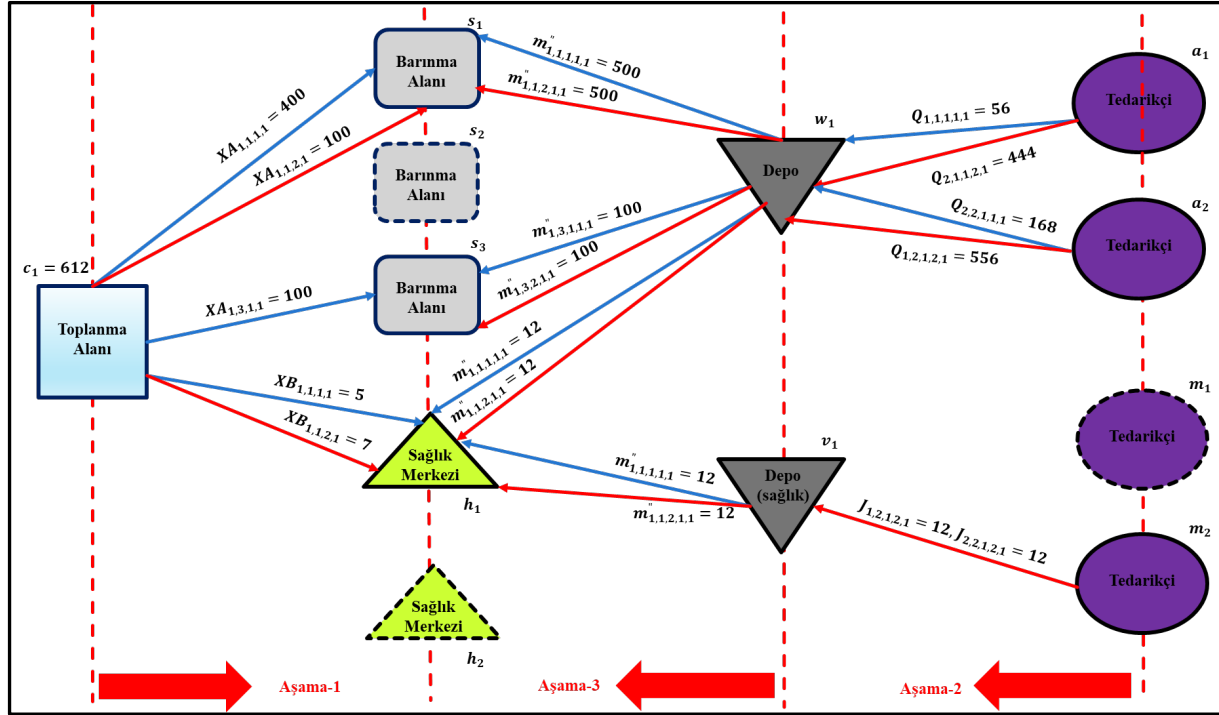 s₁
Barınma
Alanı
XA₁,₁,₁,₁ = 400
XA₁,₁,₂,₁ = 100
s₂
Barınma
Alanı
s₃
Barınma
Alanı
c₁ = 612
Toplanma
Alanı
XA₁,₃,₁,₁ = 100
XB₁,₁,₁,₁ = 5
XB₁,₁,₂,₁ = 7
Sağlık
Merkezi
h₁
Sağlık
Merkezi
h₂
m″₁,₁,₁,₁,₁ = 500
m″₁,₁,₂,₁,₁ = 500
m″₁,₃,₁,₁,₁ = 100
m″₁,₃,₂,₁,₁ = 100
m″₁,₁,₁,₁,₁ = 12
m″₁,₁,₂,₁,₁ = 12
m″₁,₁,₁,₁,₁ = 12
m″₁,₁,₂,₁,₁ = 12
w₁
Depo
v₁
Depo
(sağlık)
Q₁,₁,₁,₁,₁ = 56
Q₂,₁,₁,₂,₁ = 444
Q₂,₂,₁,₁,₁ = 168
Q₁,₂,₁,₂,₁ = 556
J₁,₂,₁,₂,₁ = 12, J₂,₂,₁,₂,₁ = 12
a₁
Tedarikçi
a₂
Tedarikçi
m₁
Tedarikçi
m₂
Tedarikçi
Aşama-1
Aşama-3
Aşama-2